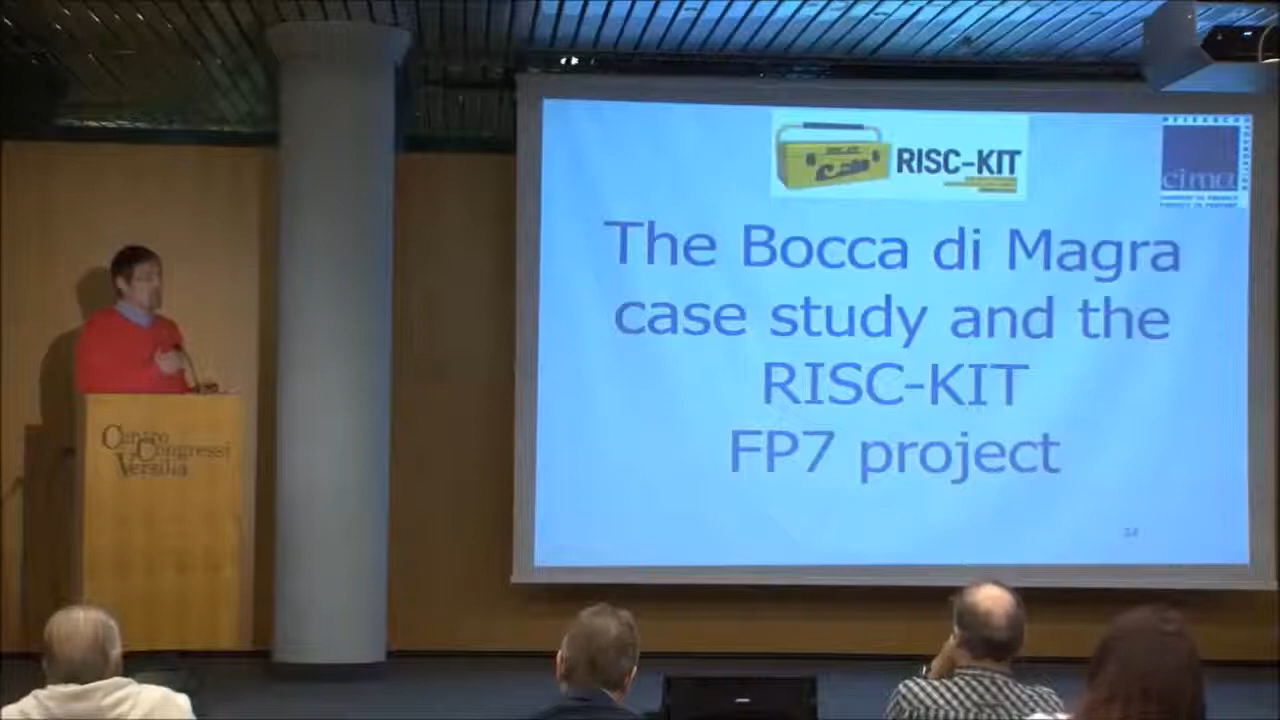 RISC-KIT
cima
The Bocca di Magra
case study and the
RISC-KIT
FP7 project
Centro
Congressi
Versilia